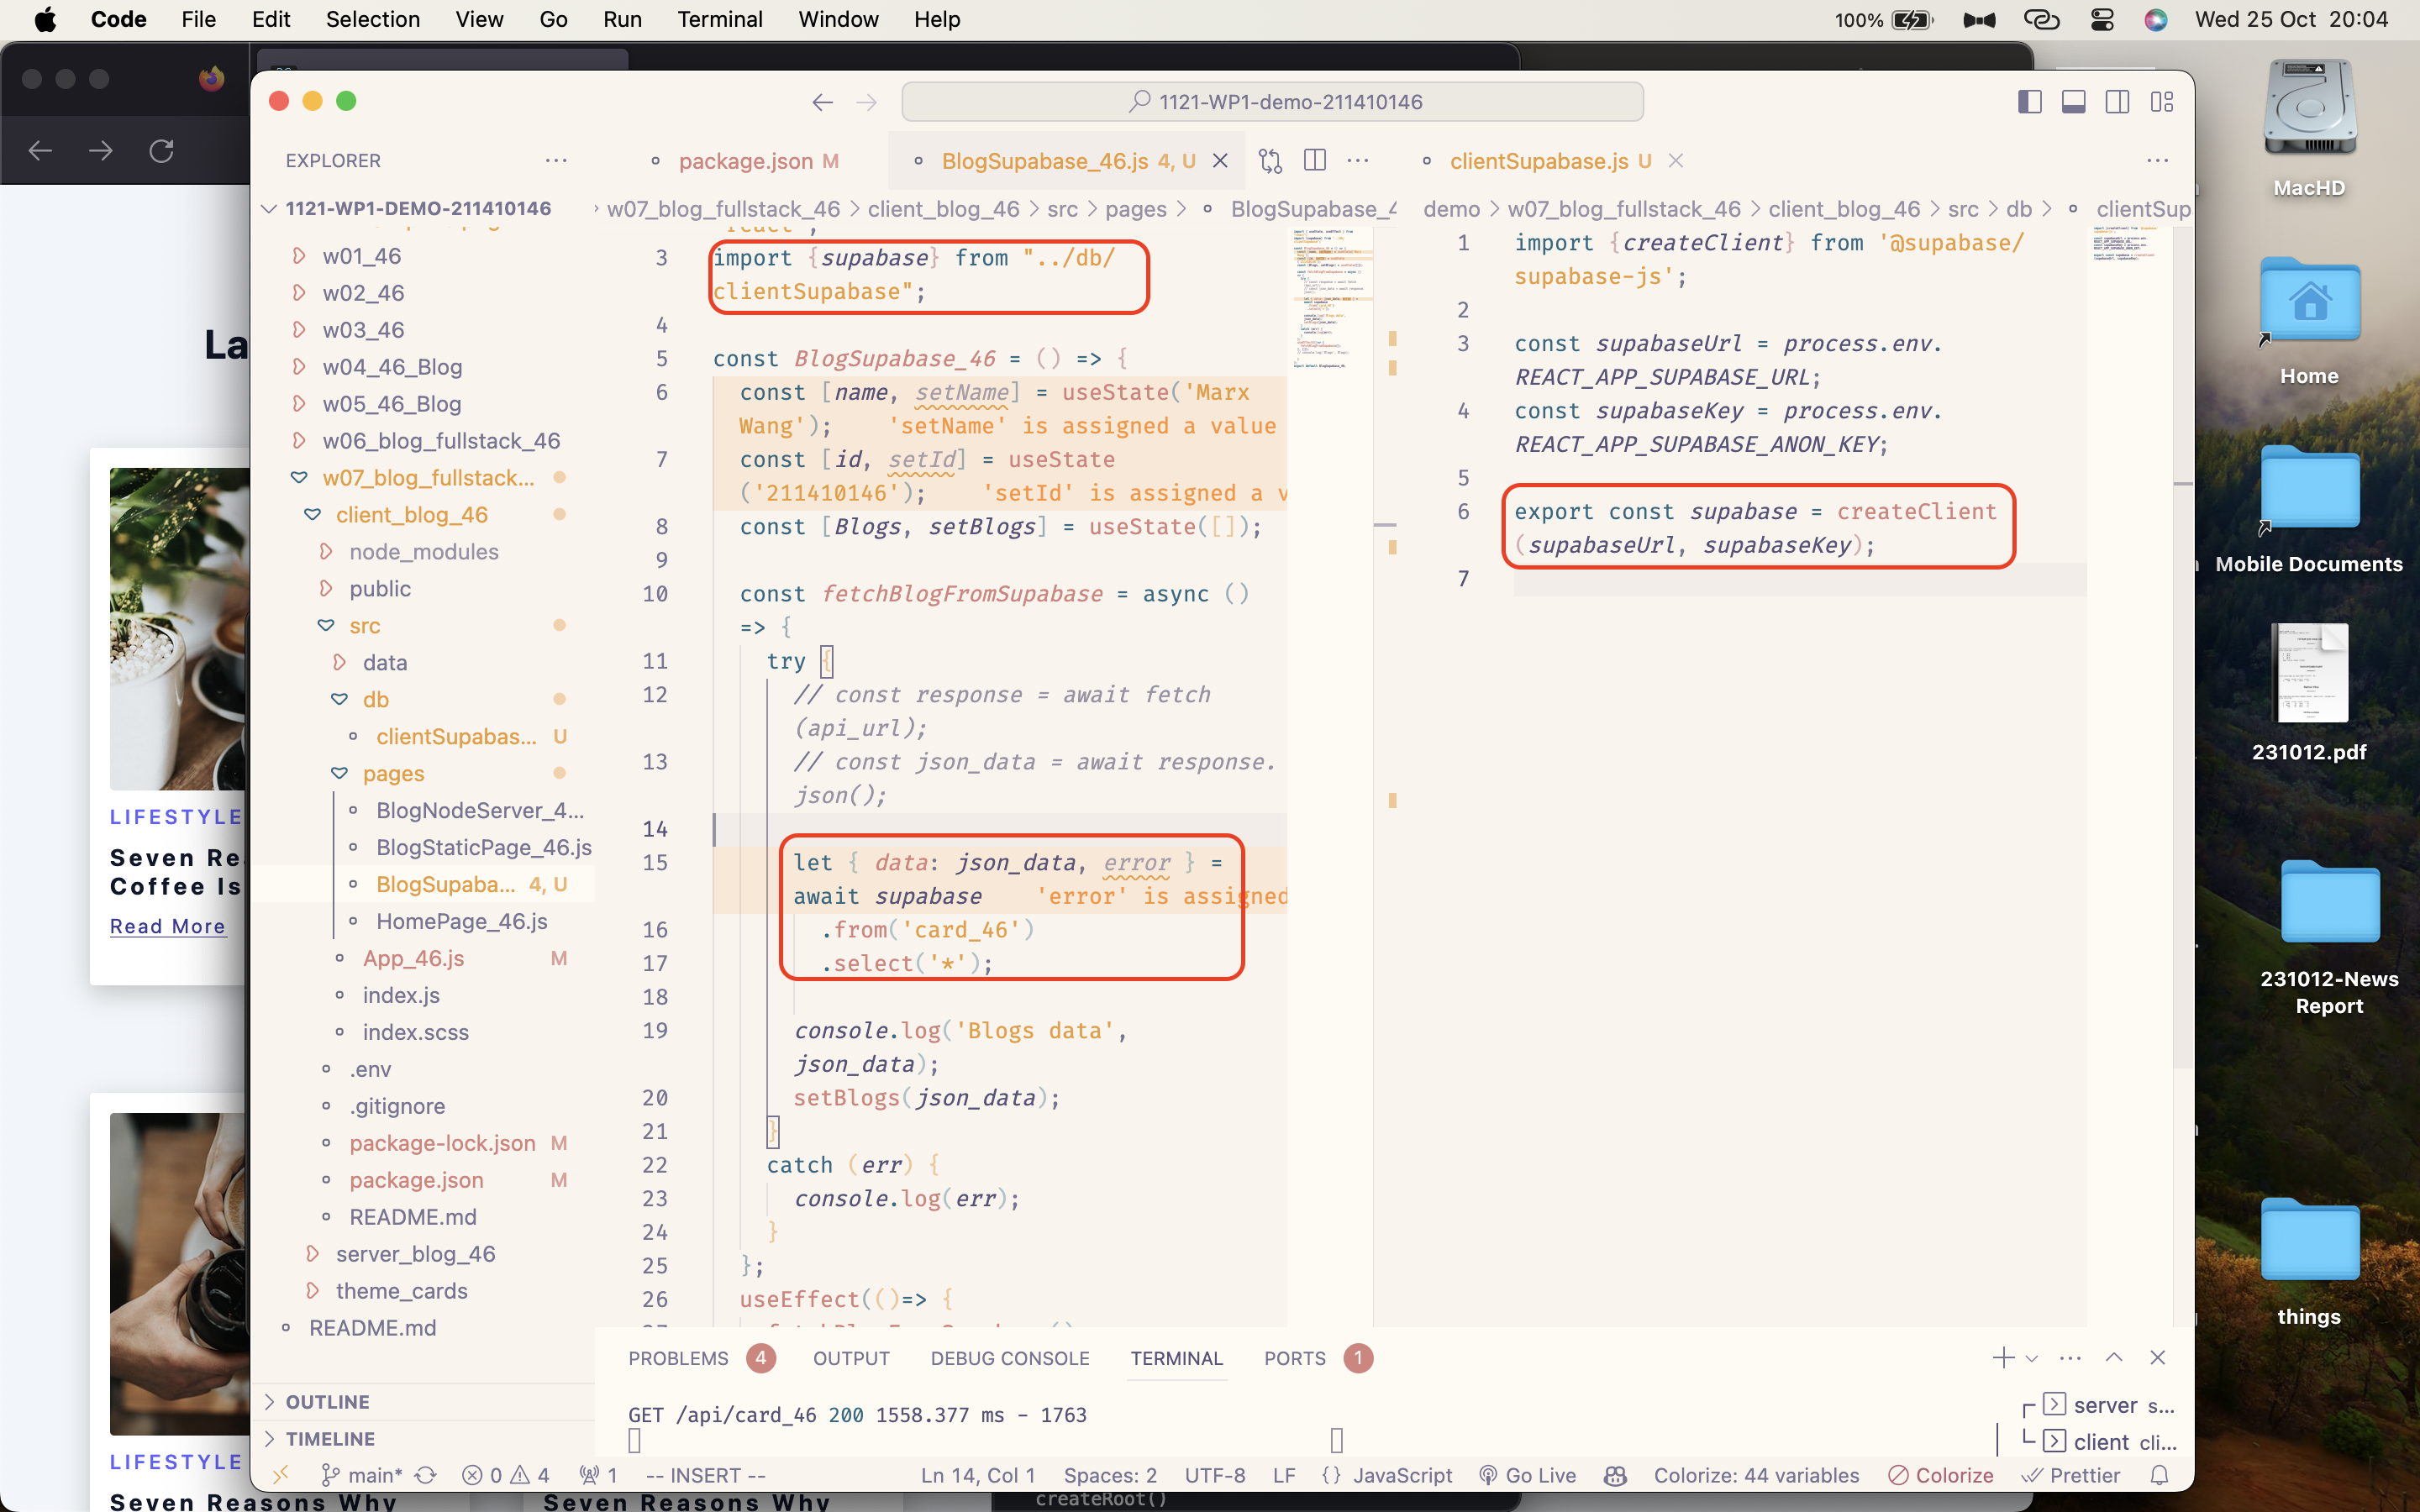 Code File Edit Selection View Go Run Terminal Window Help
100% Wed 25 Oct 20:04
1121-WP1-demo-211410146
EXPLORER
package.json M
BlogSupabase_46.js 4, U
clientSupabase.js U
1121-WP1-DEMO-211410146
w07_blog_fullstack_46 > client_blog_46 > src > pages > BlogSupabase_4
demo > w07_blog_fullstack_46 > client_blog_46 > src > db > clientSup
w01_46
w02_46
w03_46
w04_46_Blog
w05_46_Blog
w06_blog_fullstack_46
w07_blog_fullstack...
client_blog_46
node_modules
public
src
data
db
clientSupabas... U
pages
BlogNodeServer_4...
BlogStaticPage_46.js
BlogSupaba... 4, U
HomePage_46.js
App_46.js M
index.js
index.scss
.env
.gitignore
package-lock.json M
package.json M
README.md
server_blog_46
theme_cards
README.md
OUTLINE
TIMELINE
3 import {supabase} from "../db/
clientSupabase";
4
5 const BlogSupabase_46 = () => {
6 const [name, setName] = useState('Marx
Wang'); 'setName' is assigned a value
7 const [id, setId] = useState
('211410146'); 'setId' is assigned a v
8 const [Blogs, setBlogs] = useState([]);
9
10 const fetchBlogFromSupabase = async ()
=> {
11 try {
12 // const response = await fetch
(api_url);
13 // const json_data = await response.
json();
14
15 let { data: json_data, error } =
await supabase 'error' is assigned
16 .from('card_46')
17 .select('*');
18
19 console.log('Blogs data',
json_data);
20 setBlogs(json_data);
21 }
22 catch (err) {
23 console.log(err);
24 }
25 };
26 useEffect(()=> {
1 import {createClient} from '@supabase/
supabase-js';
2
3 const supabaseUrl = process.env.
REACT_APP_SUPABASE_URL;
4 const supabaseKey = process.env.
REACT_APP_SUPABASE_ANON_KEY;
5
6 export const supabase = createClient
(supabaseUrl, supabaseKey);
7
PROBLEMS 4 OUTPUT DEBUG CONSOLE TERMINAL PORTS 1
GET /api/card_46 200 1558.377 ms - 1763
server s...
client cli...
main* 0 4 1 -- INSERT -- Ln 14, Col 1 Spaces: 2 UTF-8 LF {} JavaScript Go Live Colorize: 44 variables Colorize Prettier
La
LIFESTYLE
Seven Re
Coffee Is
Read More
LIFESTYLE
Seven Reasons Why
Seven Reasons Why
createRoot()
MacHD
Home
Mobile Documents
231012.pdf
231012-News
Report
things